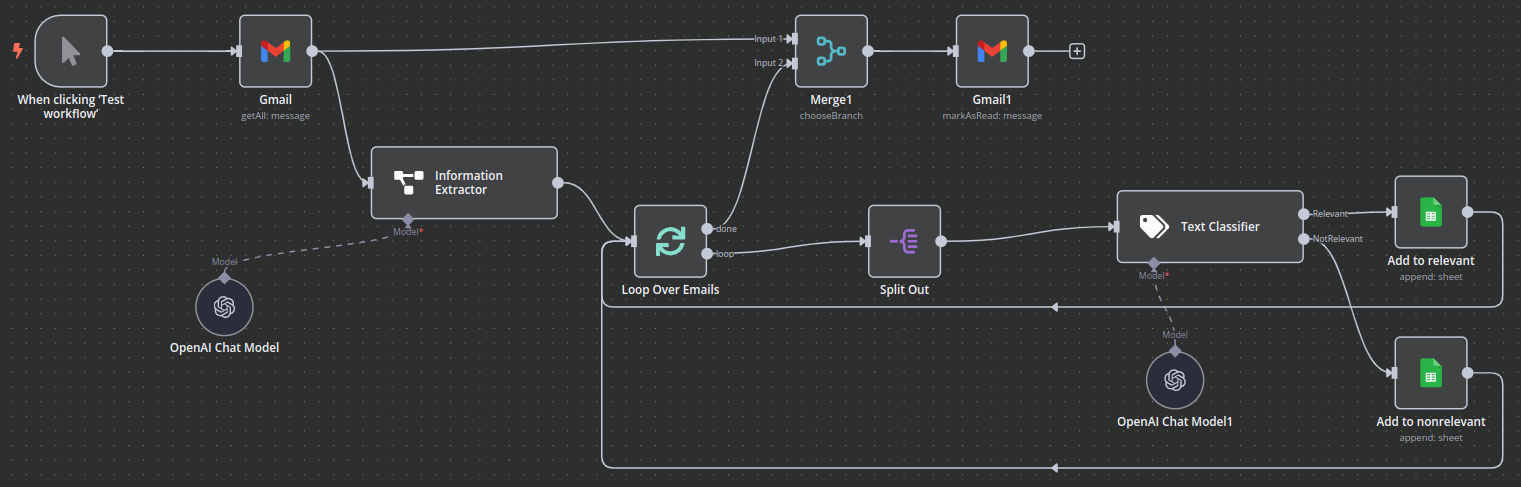 When clicking ‘Test
workflow’
Gmail
getAll: message
Input 1
Input 2
Merge1
chooseBranch
Gmail1
markAsRead: message
Information
Extractor
Model*
Model
OpenAI Chat Model
done
loop
Loop Over Emails
Split Out
Text Classifier
Relevant
NotRelevant
Model*
Model
OpenAI Chat Model1
Add to relevant
append: sheet
Add to nonrelevant
append: sheet